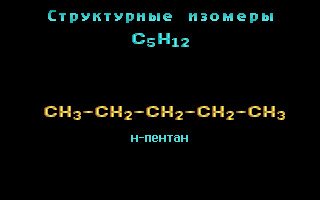 Структурные изомеры
C₅H₁₂
CH₃–CH₂–CH₂–CH₂–CH₃
н-пентан